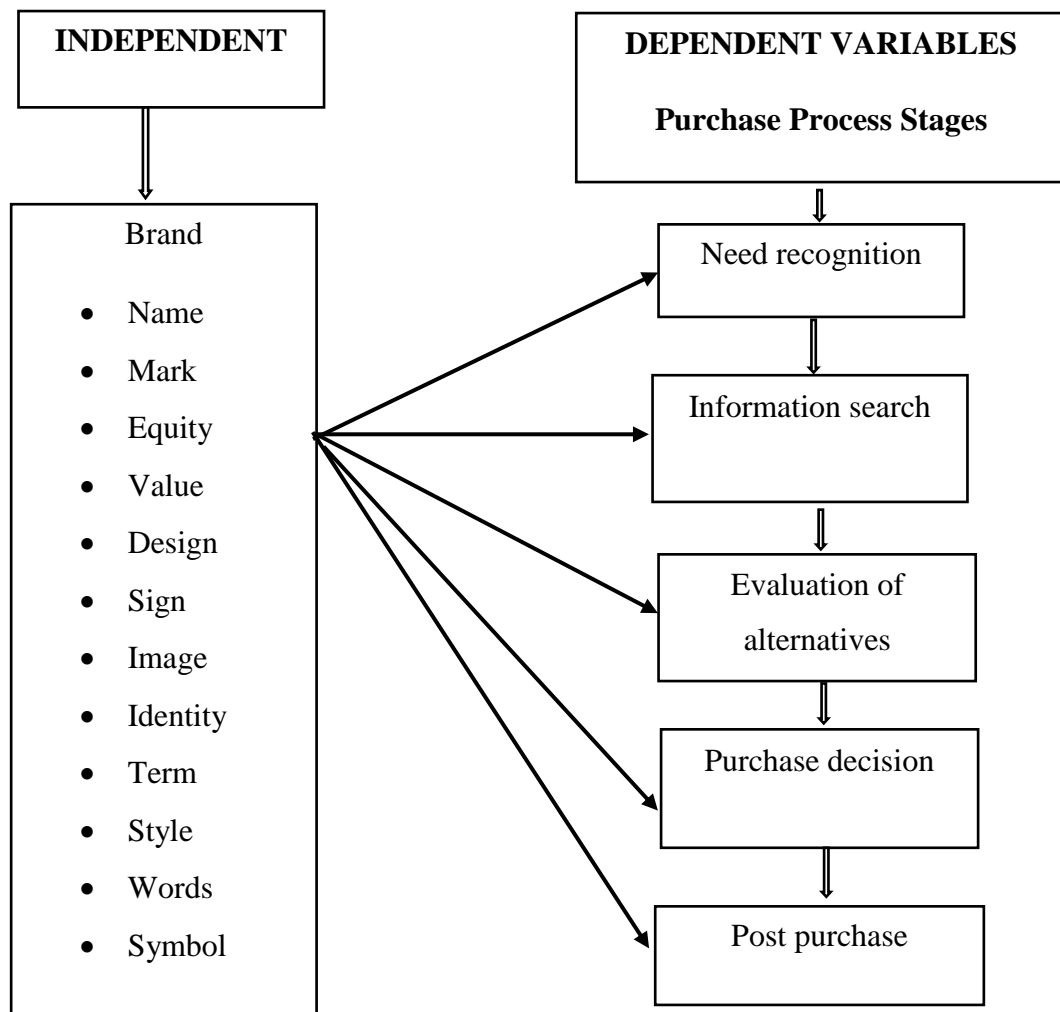 INDEPENDENT
Brand
• Name
• Mark
• Equity
• Value
• Design
• Sign
• Image
• Identity
• Term
• Style
• Words
• Symbol
DEPENDENT VARIABLES
Purchase Process Stages
Need recognition
Information search
Evaluation of
alternatives
Purchase decision
Post purchase